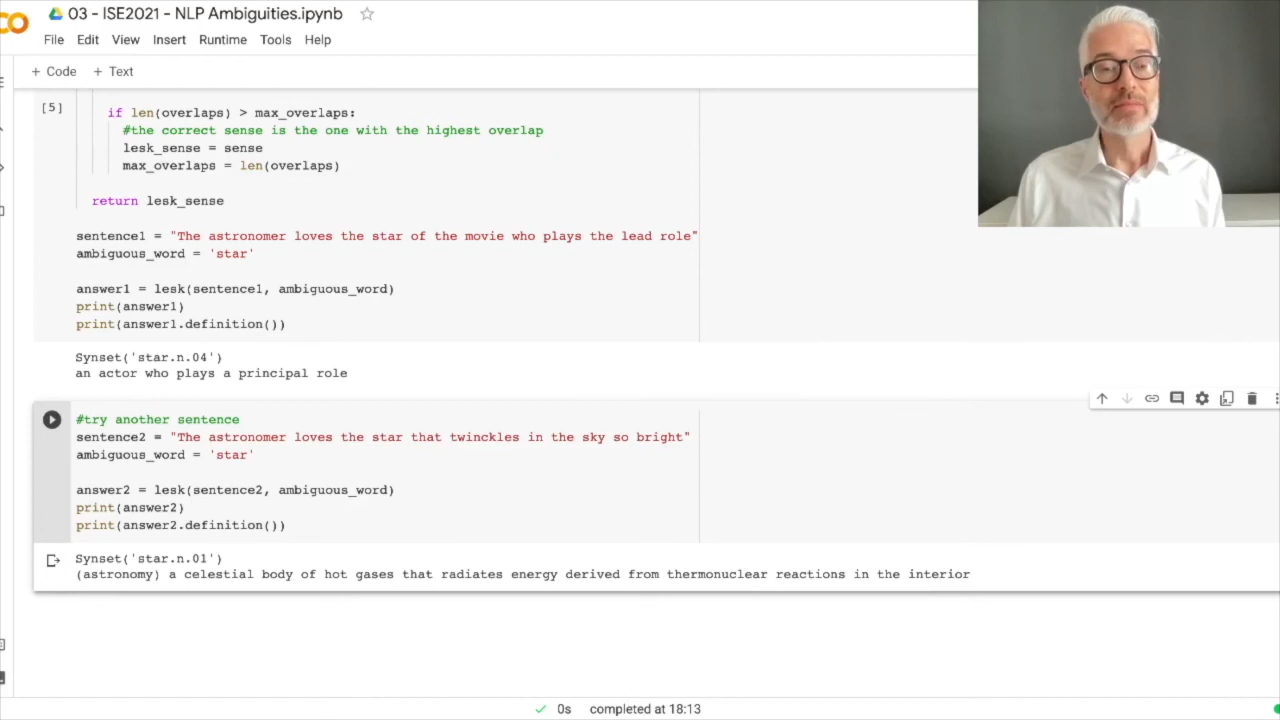 03 - ISE2021 - NLP Ambiguities.ipynb
File Edit View Insert Runtime Tools Help
+ Code + Text
[5]
if len(overlaps) > max_overlaps:
#the correct sense is the one with the highest overlap
lesk_sense = sense
max_overlaps = len(overlaps)
return lesk_sense
sentence1 = "The astronomer loves the star of the movie who plays the lead role"
ambiguous_word = 'star'
answer1 = lesk(sentence1, ambiguous_word)
print(answer1)
print(answer1.definition())
Synset('star.n.04')
an actor who plays a principal role
#try another sentence
sentence2 = "The astronomer loves the star that twinckles in the sky so bright"
ambiguous_word = 'star'
answer2 = lesk(sentence2, ambiguous_word)
print(answer2)
print(answer2.definition())
Synset('star.n.01')
(astronomy) a celestial body of hot gases that radiates energy derived from thermonuclear reactions in the interior
0s completed at 18:13